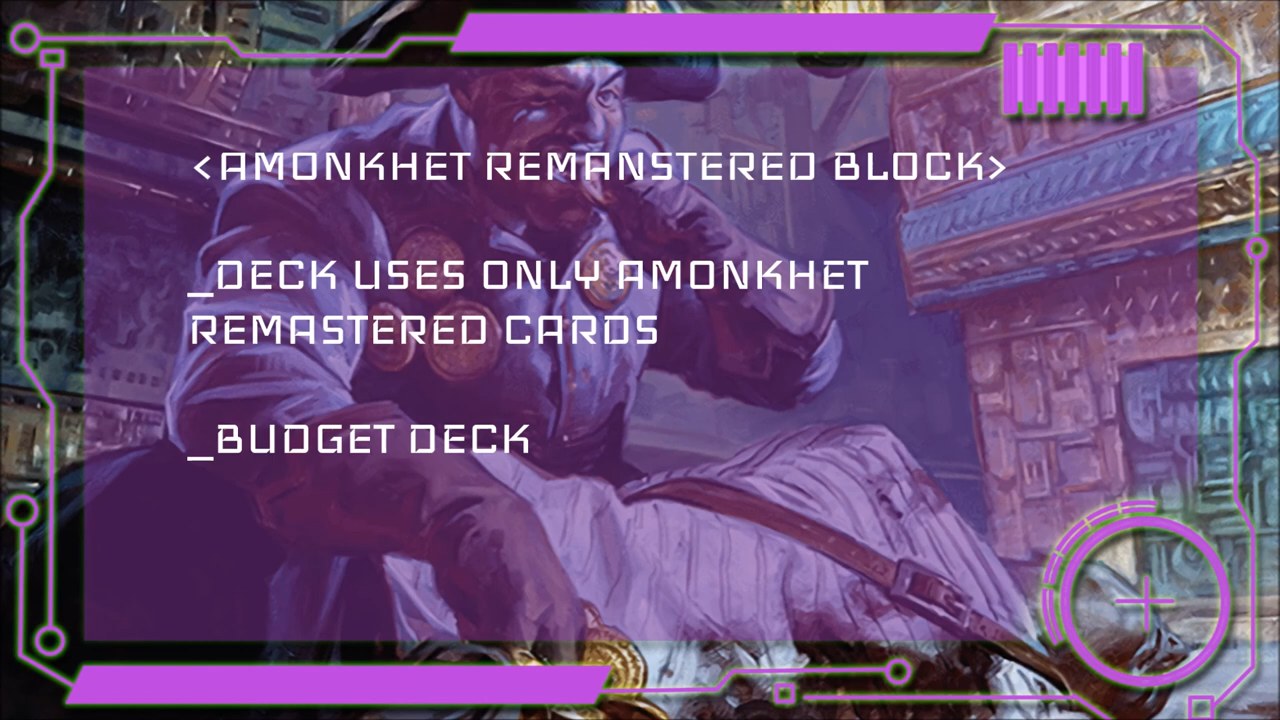 <AMONKHET REMANSTERED BLOCK>
_DECK USES ONLY AMONKHET
REMASTERED CARDS
_BUDGET DECK